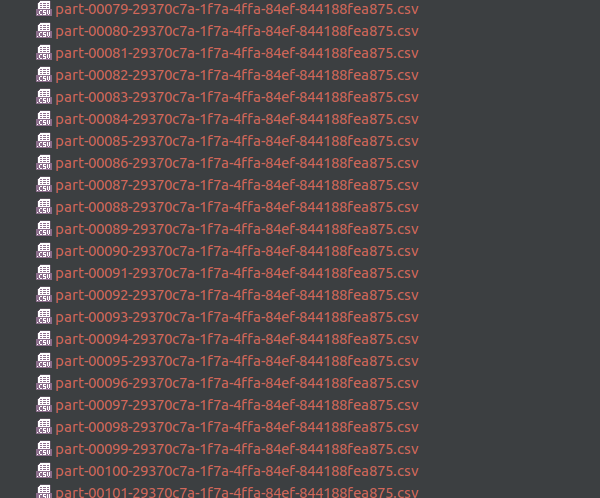 part-00079-29370c7a-1f7a-4ffa-84ef-844188fea875.csv
part-00080-29370c7a-1f7a-4ffa-84ef-844188fea875.csv
part-00081-29370c7a-1f7a-4ffa-84ef-844188fea875.csv
part-00082-29370c7a-1f7a-4ffa-84ef-844188fea875.csv
part-00083-29370c7a-1f7a-4ffa-84ef-844188fea875.csv
part-00084-29370c7a-1f7a-4ffa-84ef-844188fea875.csv
part-00085-29370c7a-1f7a-4ffa-84ef-844188fea875.csv
part-00086-29370c7a-1f7a-4ffa-84ef-844188fea875.csv
part-00087-29370c7a-1f7a-4ffa-84ef-844188fea875.csv
part-00088-29370c7a-1f7a-4ffa-84ef-844188fea875.csv
part-00089-29370c7a-1f7a-4ffa-84ef-844188fea875.csv
part-00090-29370c7a-1f7a-4ffa-84ef-844188fea875.csv
part-00091-29370c7a-1f7a-4ffa-84ef-844188fea875.csv
part-00092-29370c7a-1f7a-4ffa-84ef-844188fea875.csv
part-00093-29370c7a-1f7a-4ffa-84ef-844188fea875.csv
part-00094-29370c7a-1f7a-4ffa-84ef-844188fea875.csv
part-00095-29370c7a-1f7a-4ffa-84ef-844188fea875.csv
part-00096-29370c7a-1f7a-4ffa-84ef-844188fea875.csv
part-00097-29370c7a-1f7a-4ffa-84ef-844188fea875.csv
part-00098-29370c7a-1f7a-4ffa-84ef-844188fea875.csv
part-00099-29370c7a-1f7a-4ffa-84ef-844188fea875.csv
part-00100-29370c7a-1f7a-4ffa-84ef-844188fea875.csv
part-00101-29370c7a-1f7a-4ffa-84ef-844188fea875.csv